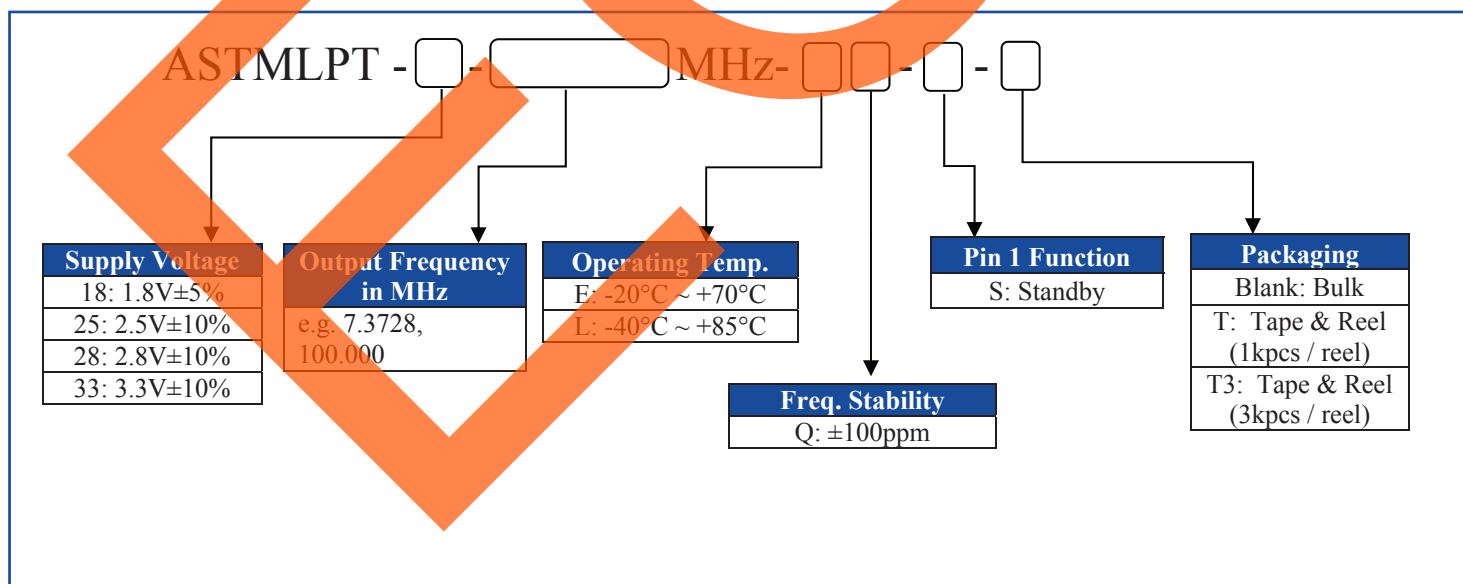 ASTMLPT - - MHz- - -
Supply Voltage
18: 1.8V±5%
25: 2.5V±10%
28: 2.8V±10%
33: 3.3V±10%
Output Frequency
in MHz
e.g. 7.3728,
100.000
Operating Temp.
E: -20°C ~ +70°C
L: -40°C ~ +85°C
Freq. Stability
Q: ±100ppm
Pin 1 Function
S: Standby
Packaging
Blank: Bulk
T: Tape & Reel
(1kpcs / reel)
T3: Tape & Reel
(3kpcs / reel)